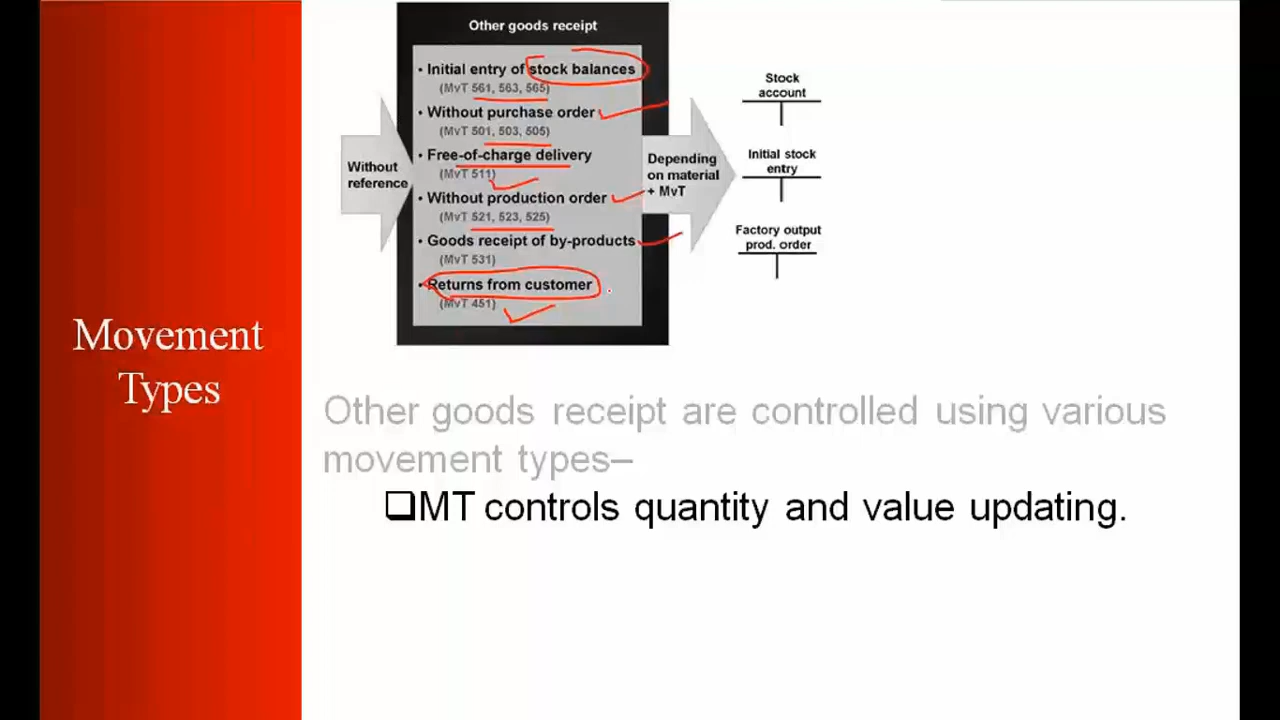 Other goods receipt
• Initial entry of stock balances
(MvT 561, 563, 565)
• Without purchase order
(MvT 501, 503, 505)
• Free-of-charge delivery
(MvT 511)
• Without production order
(MvT 521, 523, 525)
• Goods receipt of by-products
(MvT 531)
• Returns from customer
(MvT 451)
Without
reference
Depending
on material
+ MvT
Stock
account
Initial stock
entry
Factory output
prod. order
Movement
Types
Other goods receipt are controlled using various
movement types–
❑MT controls quantity and value updating.